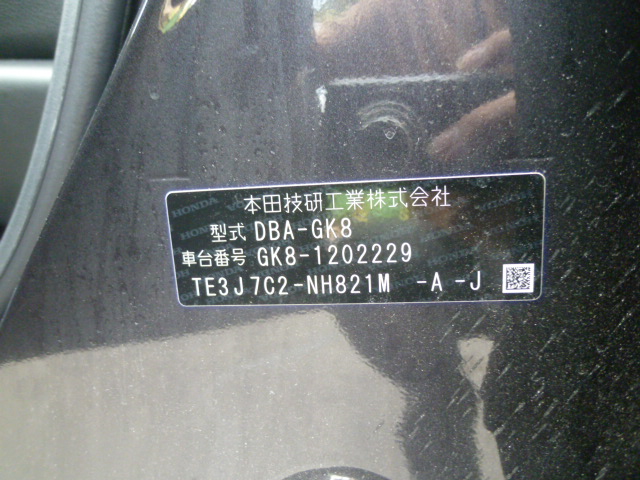 本田技研工業株式会社
型式 DBA-GK8
車台番号 GK8-1202229
TE3J7C2-NH821M -A -J